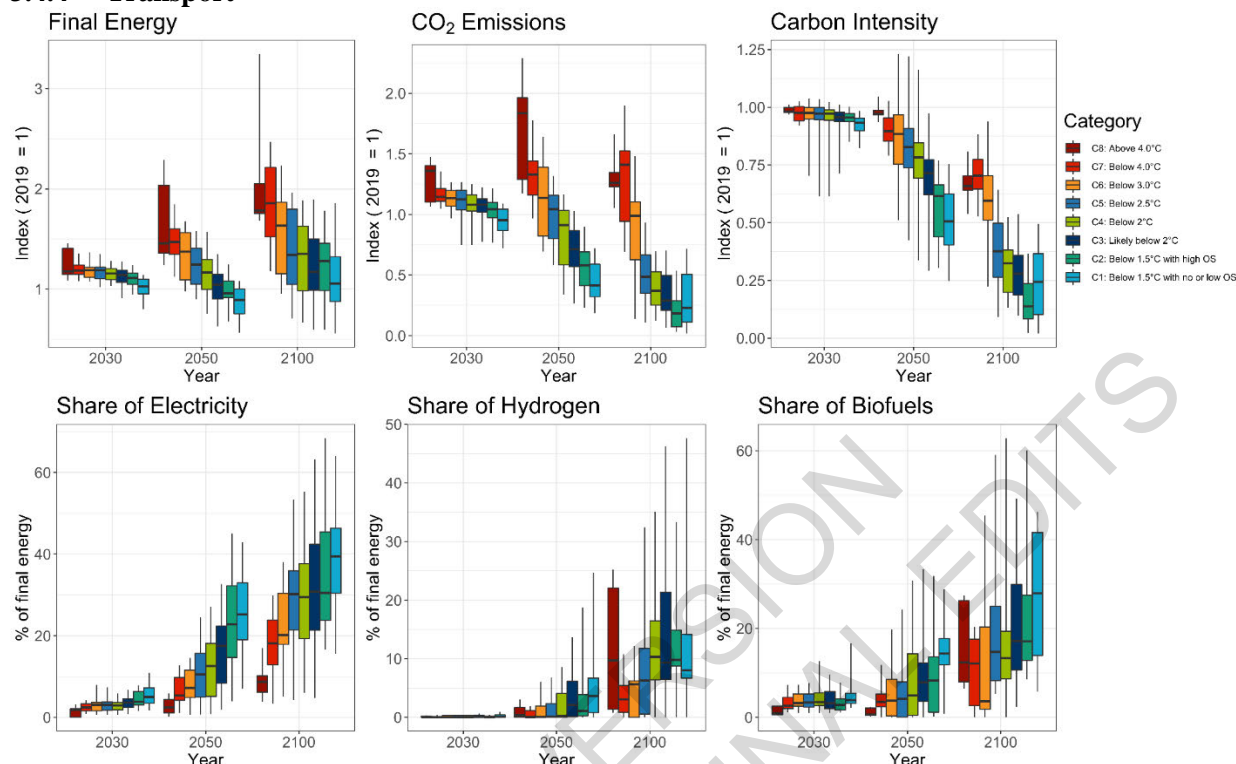 Final Energy
CO₂ Emissions
Carbon Intensity
Index ( 2019 = 1)
3
2
1
2030
2050
2100
Year
Index ( 2019 = 1)
2.0
1.5
1.0
0.5
0.0
2030
2050
2100
Year
Index ( 2019 = 1)
1.25
1.00
0.75
0.50
0.25
0.00
2030
2050
2100
Year
Category
C8: Above 4.0°C
C7: Below 4.0°C
C6: Below 3.0°C
C5: Below 2.5°C
C4: Below 2°C
C3: Likely below 2°C
C2: Below 1.5°C with high OS
C1: Below 1.5°C with no or low OS
Share of Electricity
Share of Hydrogen
Share of Biofuels
% of final energy
60
40
20
0
2030
2050
2100
Year
% of final energy
50
40
30
20
10
0
2030
2050
2100
Year
% of final energy
60
40
20
0
2030
2050
2100
Year
VERSION
NAL EDITS